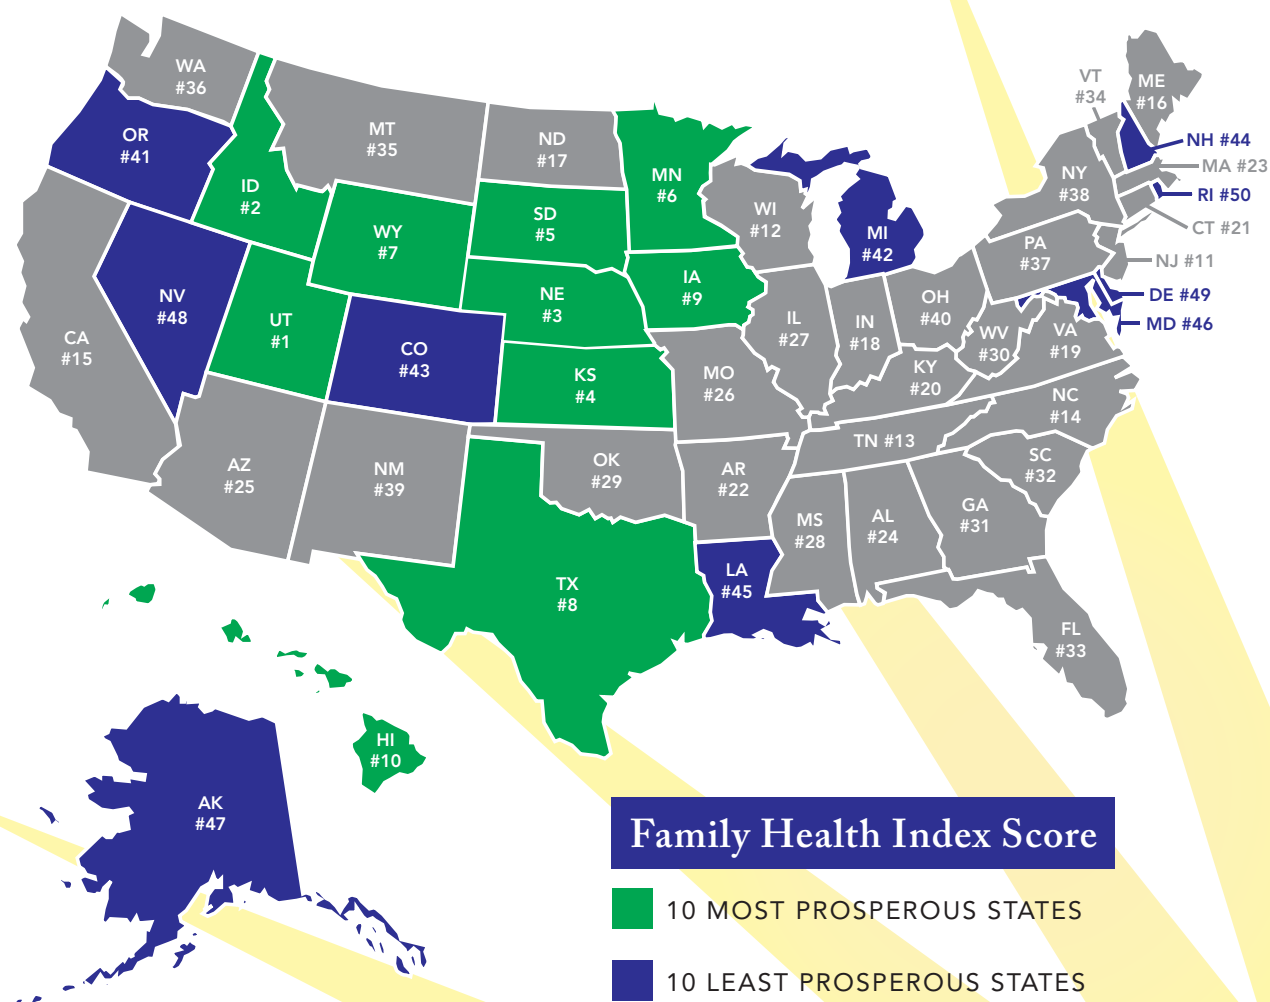 WA
#36
OR
#41
ID
#2
MT
#35
ND
#17
MN
#6
SD
#5
WY
#7
WI
#12
MI
#42
VT
#34
ME
#16
NH #44
MA #23
RI #50
CT #21
NY
#38
NJ #11
PA
#37
DE #49
MD #46
NV
#48
UT
#1
CA
#15
CO
#43
NE
#3
IA
#9
KS
#4
MO
#26
IL
#27
IN
#18
OH
#40
WV
#30
VA
#19
KY
#20
NC
#14
TN #13
SC
#32
AZ
#25
NM
#39
OK
#29
AR
#22
MS
#28
AL
#24
GA
#31
TX
#8
LA
#45
FL
#33
HI
#10
AK
#47
Family Health Index Score
10 MOST PROSPEROUS STATES
10 LEAST PROSPEROUS STATES